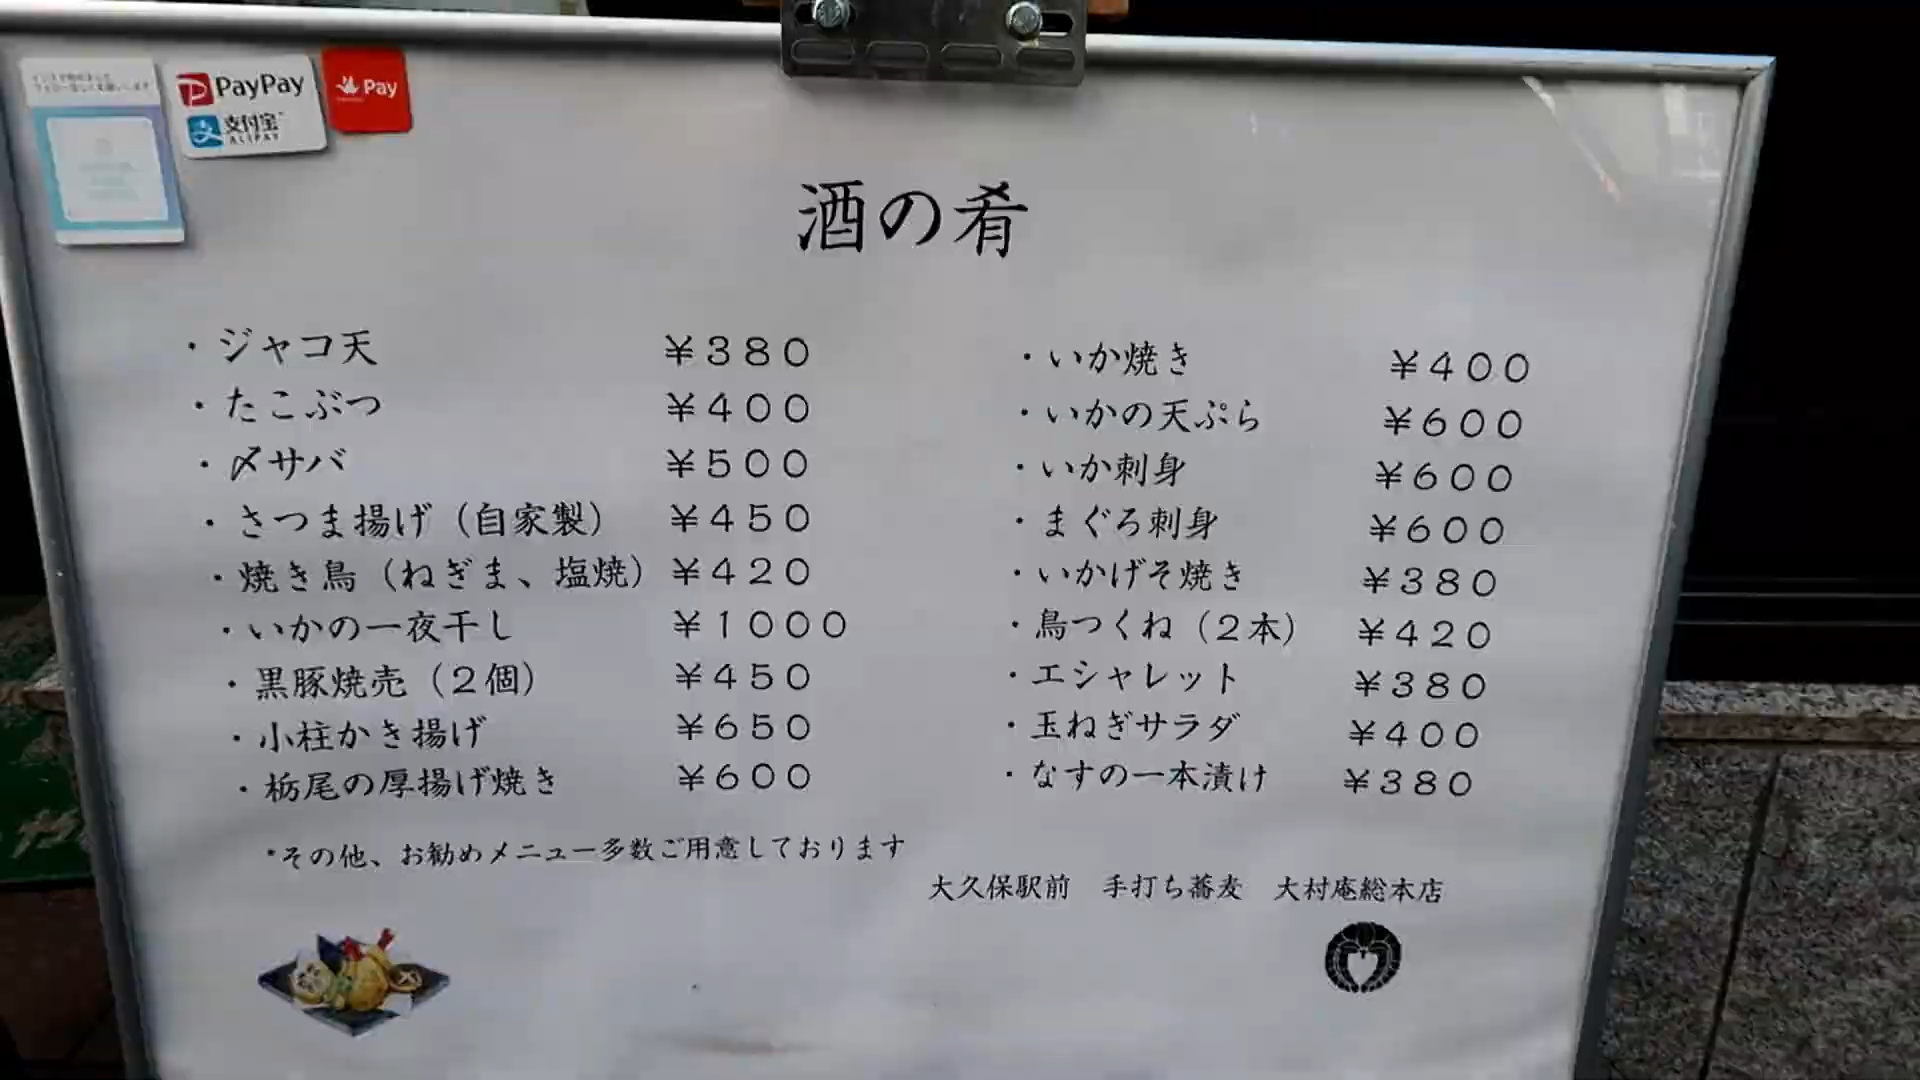 PayPay
支付宝
ALIPAY
Pay
酒の肴
・ジャコ天 ¥380
・たこぶつ ¥400
・〆サバ ¥500
・さつま揚げ（自家製） ¥450
・焼き鳥（ねぎま、塩焼） ¥420
・いかの一夜干し ¥1000
・黒豚焼売（2個） ¥450
・小柱かき揚げ ¥650
・栃尾の厚揚げ焼き ¥600
・いか焼き ¥400
・いかの天ぷら ¥600
・いか刺身 ¥600
・まぐろ刺身 ¥600
・いかげそ焼き ¥380
・鳥つくね（2本） ¥420
・エシャレット ¥380
・玉ねぎサラダ ¥400
・なすの一本漬け ¥380
*その他、お勧めメニュー多数ご用意しております
大久保駅前　手打ち蕎麦　大村庵総本店